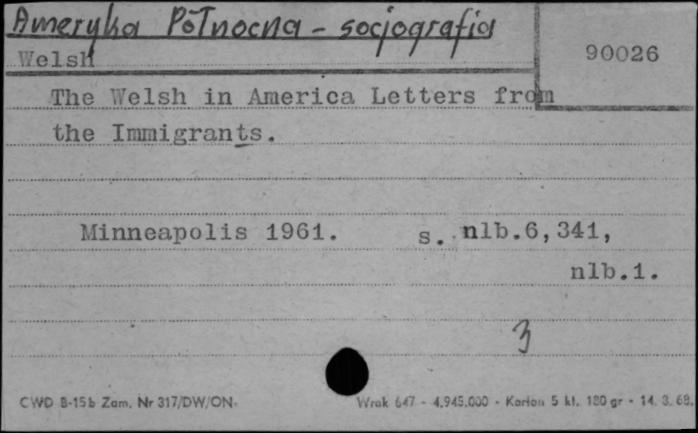 Ameryka Północna - socjografia
Welsh
90026
The Welsh in America Letters from
the Immigrants.
Minneapolis 1961. s. nlb.6,341,
nlb.1.
3
CWD B-15b Zam. Nr 317/DW/ON. Wrak 647 - 4.945.000 - Karton 5 kl. 180 gr - 14. 3. 68.